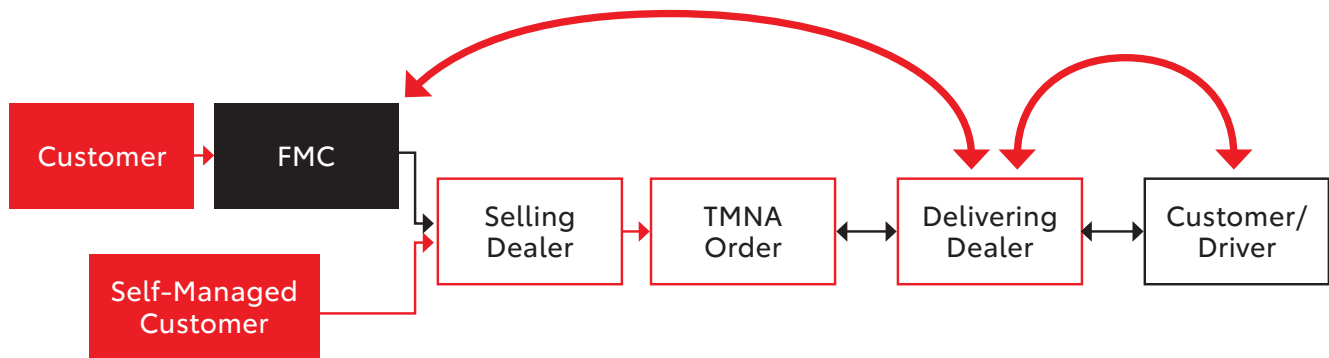 Customer
FMC
Selling
Dealer
TMNA
Order
Delivering
Dealer
Customer/
Driver
Self-Managed
Customer